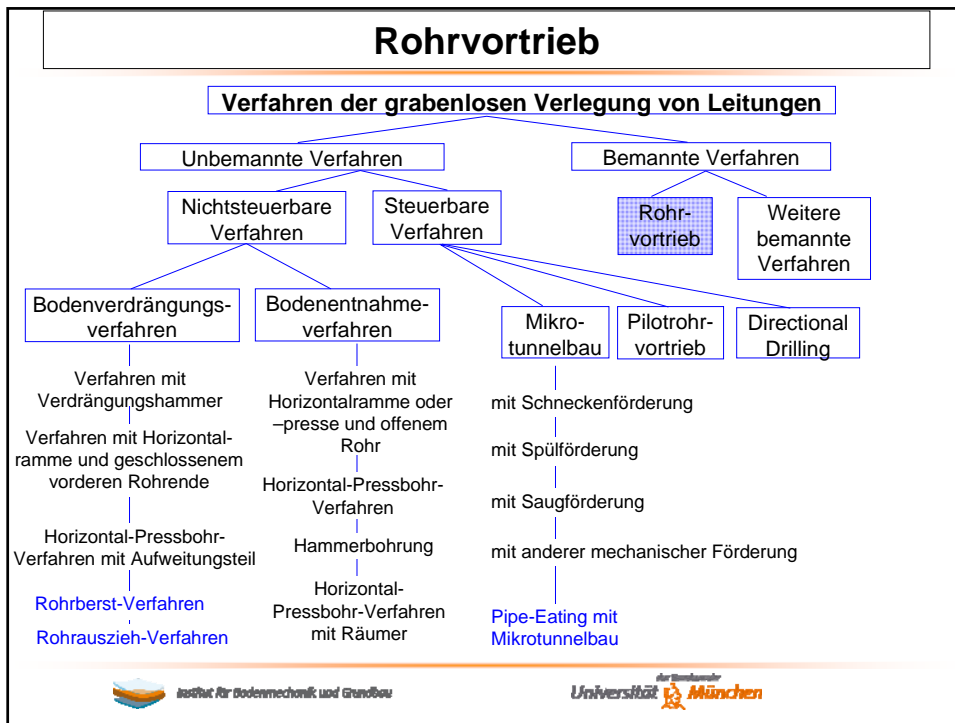 Rohrvortrieb
Verfahren der grabenlosen Verlegung von Leitungen
Unbemannte Verfahren
Bemannte Verfahren
Nichtsteuerbare
Verfahren
Steuerbare
Verfahren
Rohr-
vortrieb
Weitere
bemannte
Verfahren
Bodenverdrängungs-
verfahren
Bodenentnahme-
verfahren
Mikro-
tunnelbau
Pilotrohr-
vortrieb
Directional
Drilling
Verfahren mit
Verdrängungshammer
Verfahren mit Horizontal-
ramme und geschlossenem
vorderen Rohrende
Horizontal-Pressbohr-
Verfahren mit Aufweitungsteil
Rohrberst-Verfahren
Rohrauszieh-Verfahren
Verfahren mit
Horizontalramme oder
–presse und offenem
Rohr
Horizontal-Pressbohr-
Verfahren
Hammerbohrung
Horizontal-
Pressbohr-Verfahren
mit Räumer
mit Schneckenförderung
mit Spülförderung
mit Saugförderung
mit anderer mechanischer Förderung
Pipe-Eating mit
Mikrotunnelbau
Institut für Bodenmechanik und Grundbau
der Bundeswehr
Universität München